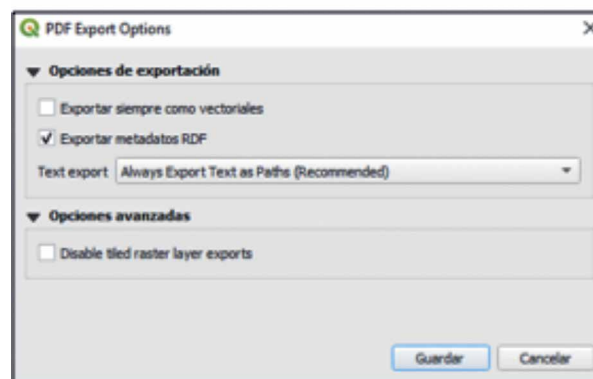 PDF Export Options
Opciones de exportación
Exportar siempre como vectoriales
Exportar metadatos RDF
Text export Always Export Text as Paths (Recommended)
Opciones avanzadas
Disable tiled raster layer exports
Guardar Cancelar